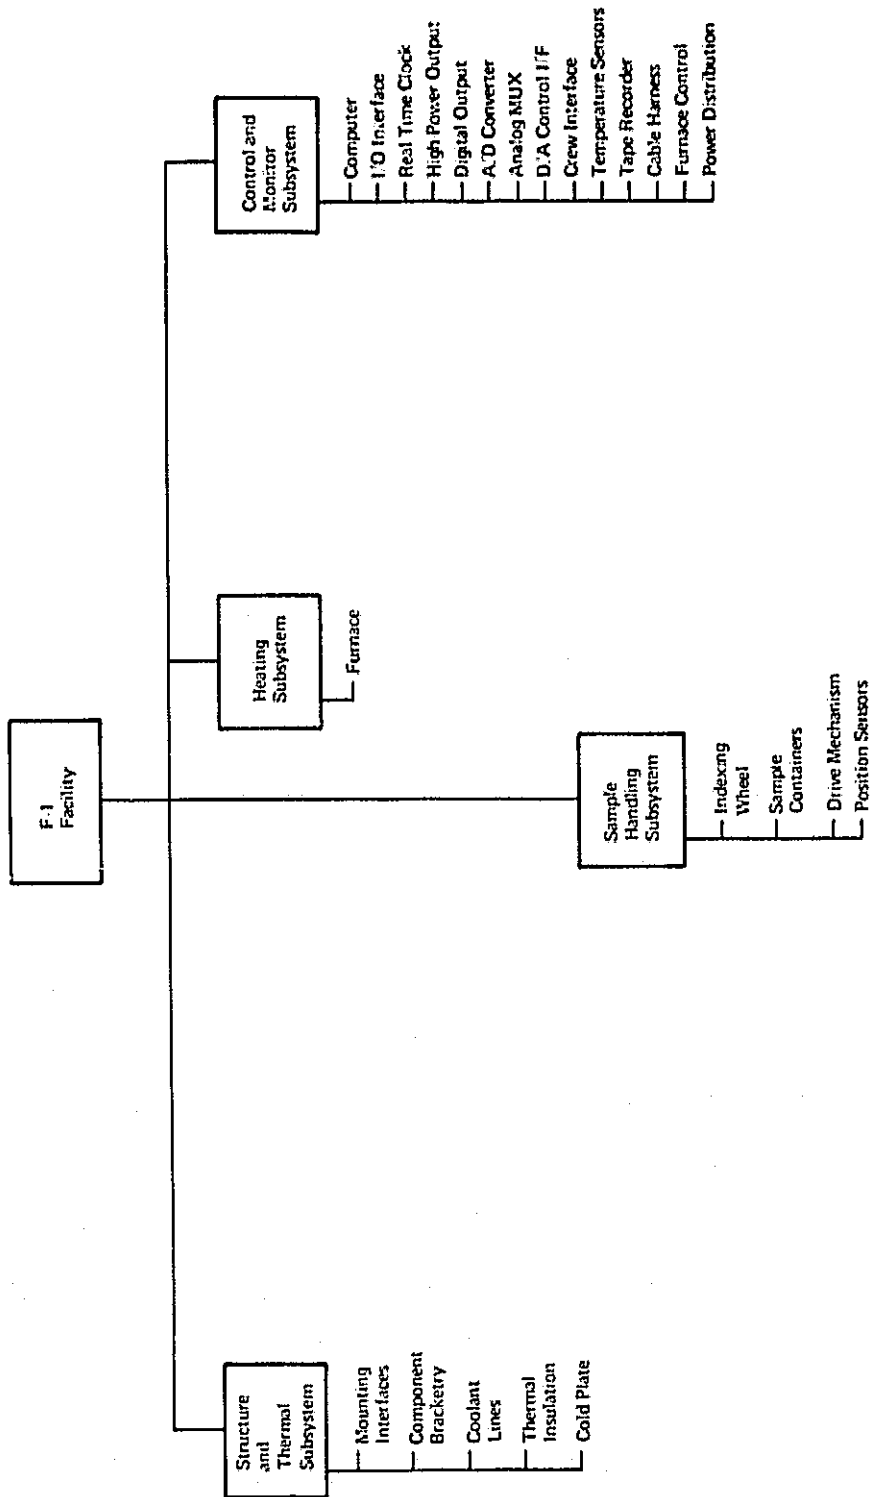 F-1
Facility
Structure
and
Thermal
Subsystem
Mounting
Interfaces
Component
Bracketry
Coolant
Lines
Thermal
Insulation
Cold Plate
Sample
Handling
Subsystem
Indexing
Wheel
Sample
Containers
Drive Mechanism
Position Sensors
Heating
Subsystem
Furnace
Control and
Monitor
Subsystem
Computer
I/O Interface
Real Time Clock
High Power Output
Digital Output
A/D Converter
Analog MUX
D/A Control I/F
Crew Interface
Temperature Sensors
Tape Recorder
Cable Harness
Furnace Control
Power Distribution